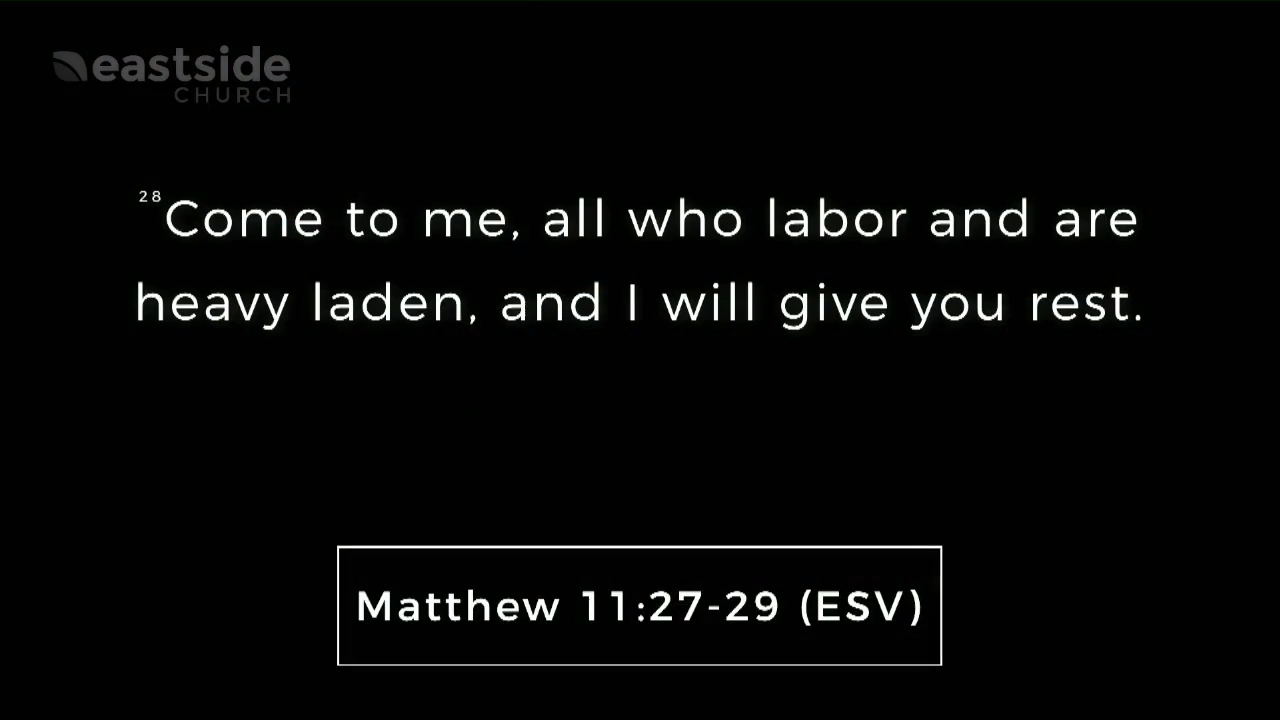 eastside
CHURCH
28Come to me, all who labor and are
heavy laden, and I will give you rest.
Matthew 11:27-29 (ESV)